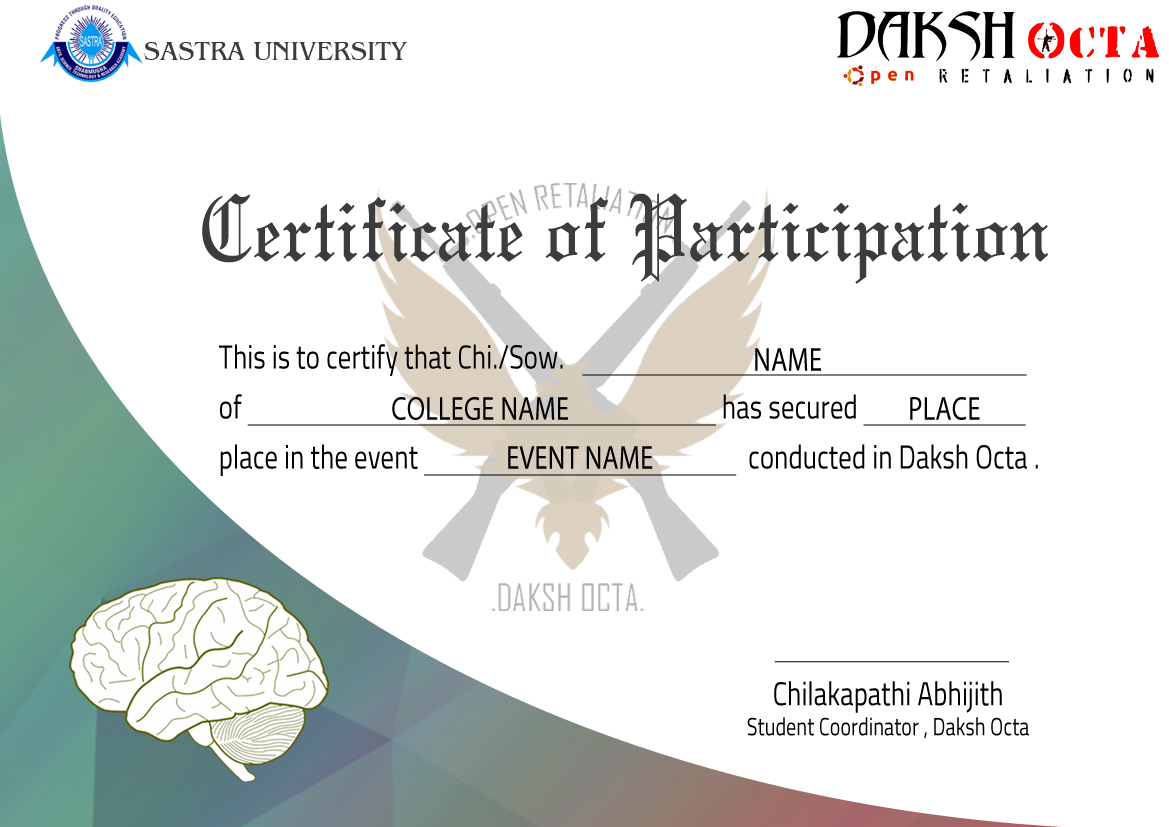 PROGRESS THROUGH QUALITY EDUCATION
SASTRA
SHANMUGHA
ARTS, SCIENCE, TECHNOLOGY & RESEARCH ACADEMY
SASTRA UNIVERSITY
DAKSH OCTA
Open RETALIATION
OPEN RETALIATION
Certificate of Participation
This is to certify that Chi./Sow. NAME
of COLLEGE NAME has secured PLACE
place in the event EVENT NAME conducted in Daksh Octa .
.DAKSH OCTA.
Chilakapathi Abhijith
Student Coordinator , Daksh Octa